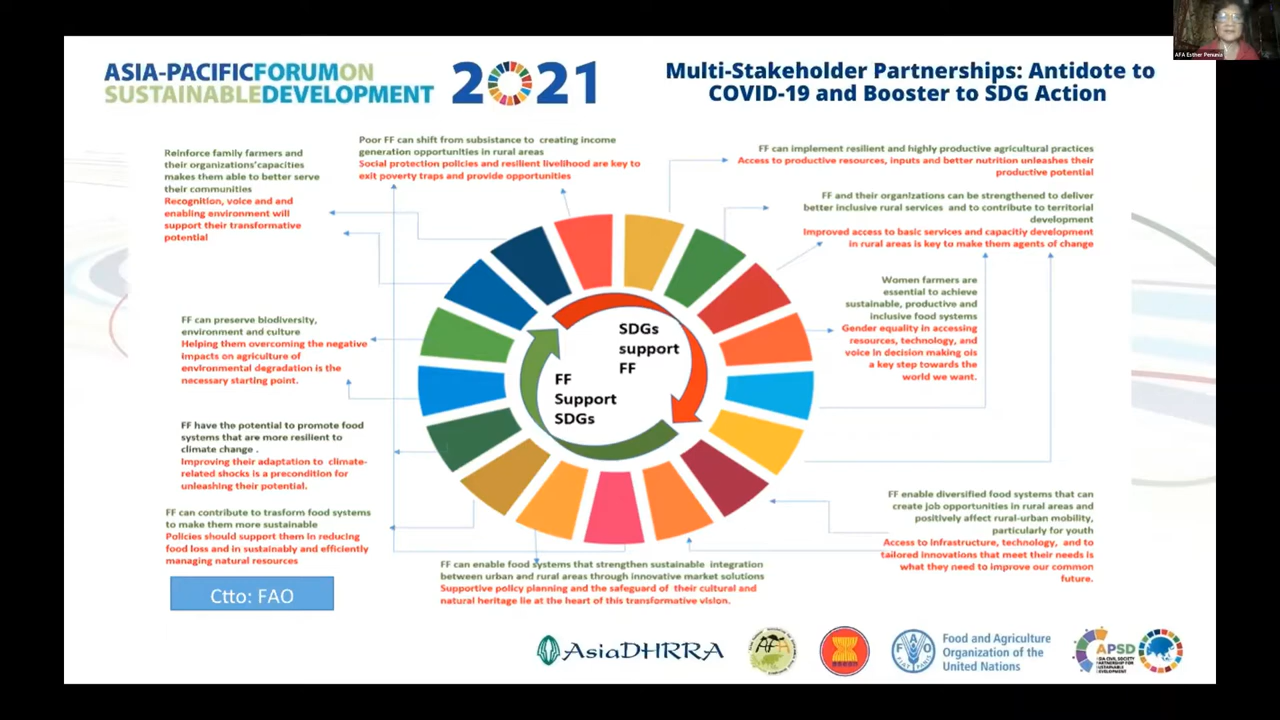 AFA Esther Penunia
ASIA-PACIFICFORUMON
SUSTAINABLEDEVELOPMENT
2021
Multi-Stakeholder Partnerships: Antidote to
COVID-19 and Booster to SDG Action
Reinforce family farmers and
their organizations'capacities
makes them able to better serve
their communities
Recognition, voice and and
enabling environment will
support their transformative
potential
Poor FF can shift from subsistance to creating income
generation opportunities in rural areas
Social protection policies and resilient livelihood are key to
exit poverty traps and provide opportunities
FF can implement resilient and highly productive agricultural practices
Access to productive resources, inputs and better nutrition unleashes their
productive potential
FF and their organizations can be strengthened to deliver
better inclusive rural services and to contribute to territorial
development
Improved access to basic services and capacitiy development
in rural areas is key to make them agents of change
Women farmers are
essential to achieve
sustainable, productive and
inclusive food systems
Gender equality in accessing
resources, technology, and
voice in decision making ois
a key step towards the
world we want.
FF can preserve biodiversity,
environment and culture
Helping them overcoming the negative
impacts on agriculture of
environmental degradation is the
necessary starting point.
SDGs
support
FF
FF
Support
SDGs
FF have the potential to promote food
systems that are more resilient to
climate change .
Improving their adaptation to climate-
related shocks is a precondition for
unleashing their potential.
FF can contribute to trasform food systems
to make them more sustainable
Policies should support them in reducing
food loss and in sustainably and efficiently
managing natural resources
FF enable diversified food systems that can
create job opportunities in rural areas and
positively affect rural-urban mobility,
particularly for youth
Access to infrastructure, technology, and to
tailored innovations that meet their needs is
what they need to improve our common
future.
FF can enable food systems that strengthen sustainable integration
between urban and rural areas through innovative market solutions
Supportive policy planning and the safeguard of their cultural and
natural heritage lie at the heart of this transformative vision.
Ctto: FAO
AsiaDHRRA
AFA
asean
FAO
FIAT PANIS
Food and Agriculture
Organization of the
United Nations
APSD
ASIA CIVIL SOCIETY
PARTNERSHIP FOR
SUSTAINABLE
DEVELOPMENT